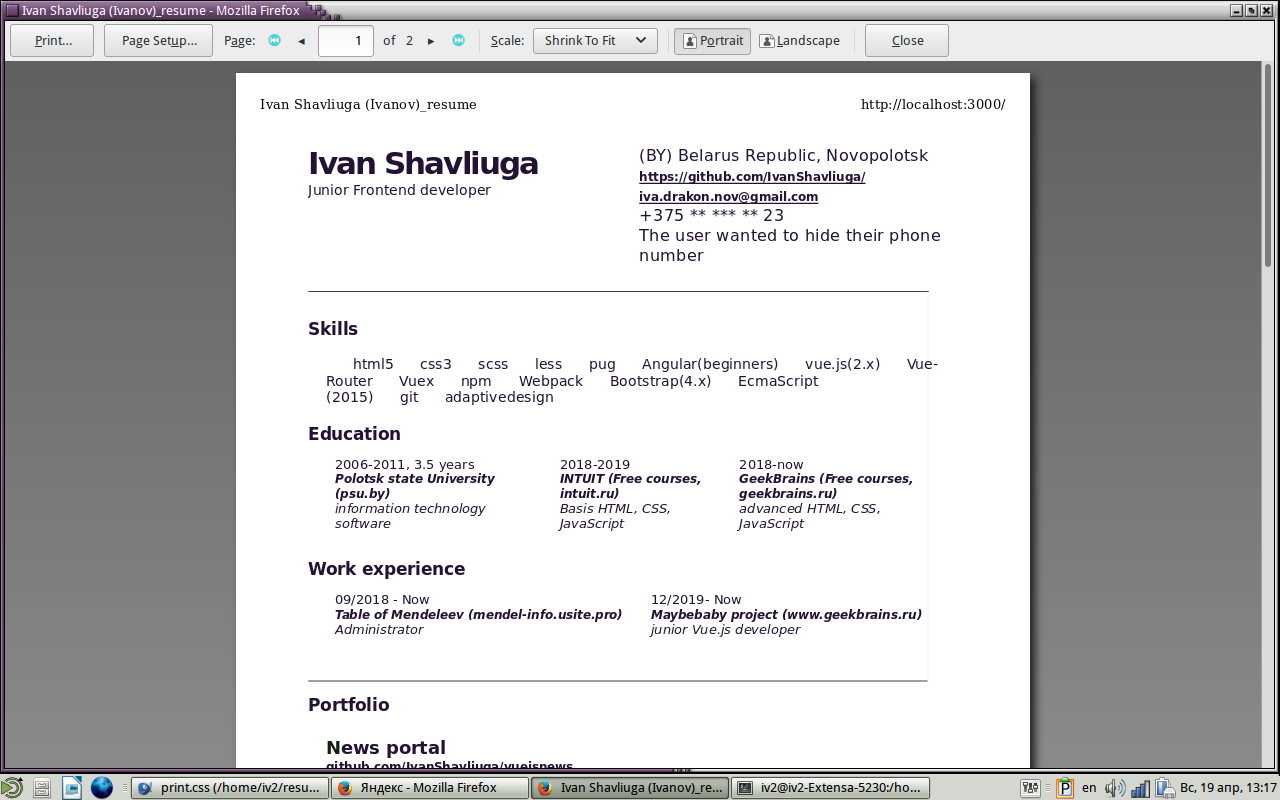 Ivan Shavliuga (Ivanov)_resume - Mozilla Firefox
Print... Page Setup... Page: 1 of 2 Scale: Shrink To Fit Portrait Landscape Close
Ivan Shavliuga (Ivanov)_resume http://localhost:3000/
Ivan Shavliuga
Junior Frontend developer
(BY) Belarus Republic, Novopolotsk
https://github.com/IvanShavliuga/
iva.drakon.nov@gmail.com
+375 ** *** ** 23
The user wanted to hide their phone
number
Skills
html5 css3 scss less pug Angular(beginners) vue.js(2.x) Vue-
Router Vuex npm Webpack Bootstrap(4.x) EcmaScript
(2015) git adaptivedesign
Education
2006-2011, 3.5 years
Polotsk state University
(psu.by)
information technology
software
2018-2019
INTUIT (Free courses,
intuit.ru)
Basis HTML, CSS,
JavaScript
2018-now
GeekBrains (Free courses,
geekbrains.ru)
advanced HTML, CSS,
JavaScript
Work experience
09/2018 - Now
Table of Mendeleev (mendel-info.usite.pro)
Administrator
12/2019- Now
Maybebaby project (www.geekbrains.ru)
junior Vue.js developer
Portfolio
News portal
github.com/IvanShavliuga/vuejsnews
print.css (/home/iv2/resu... Яндекс - Mozilla Firefox Ivan Shavliuga (Ivanov)_re... iv2@iv2-Extensa-5230:/ho... en Вс, 19 апр, 13:17